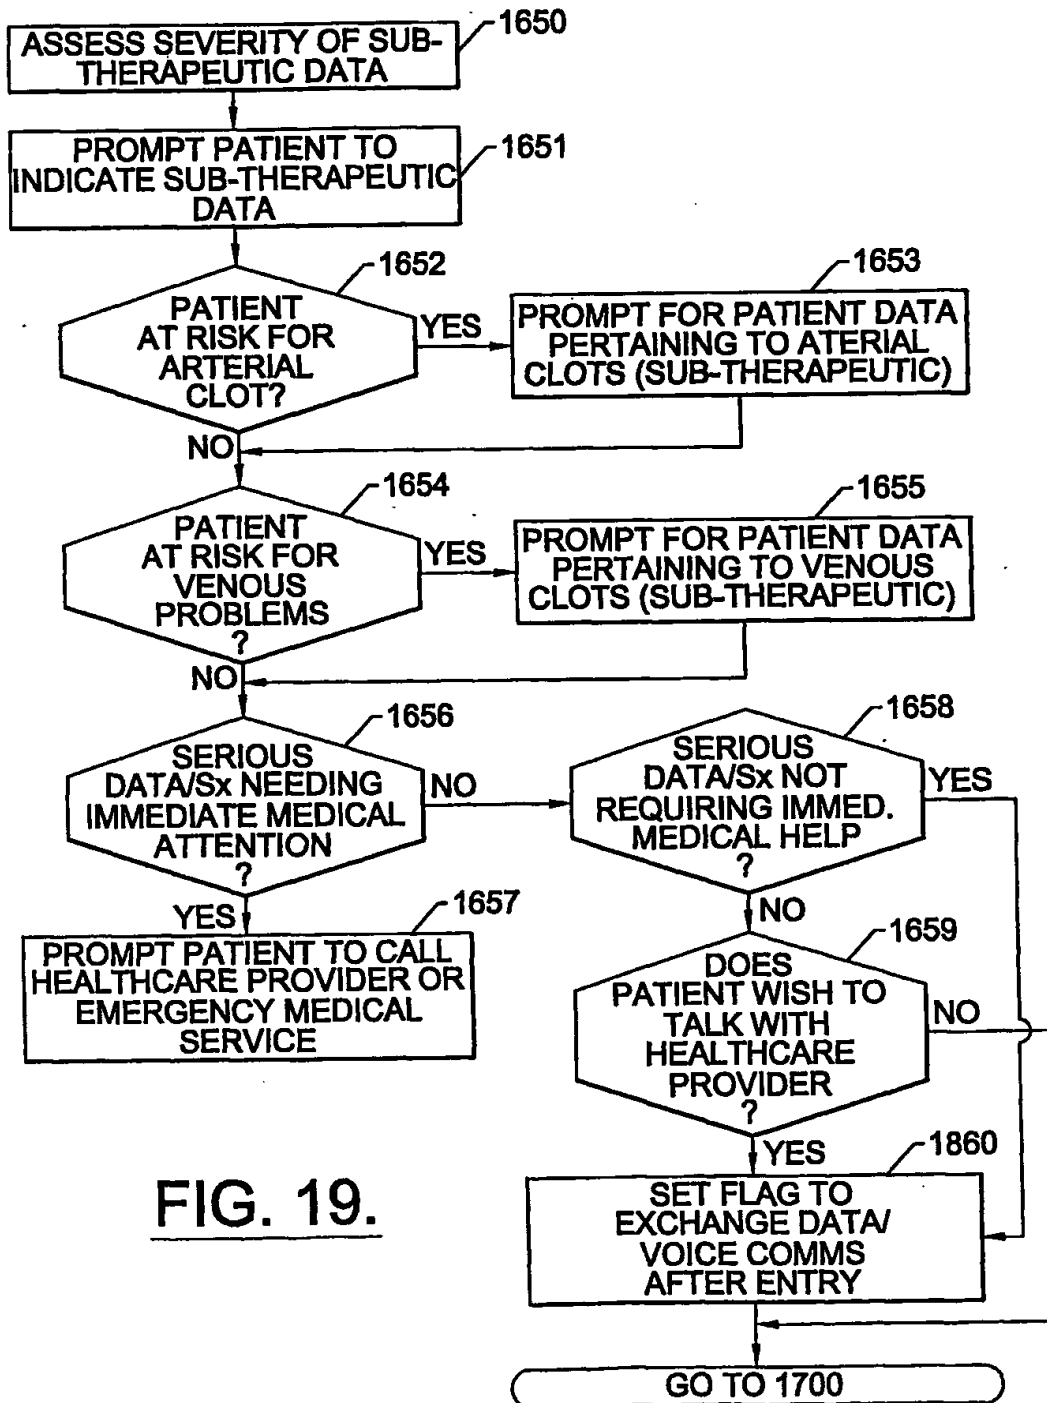 1650
ASSESS SEVERITY OF SUB-
THERAPEUTIC DATA
1651
PROMPT PATIENT TO
INDICATE SUB-THERAPEUTIC
DATA
1652
PATIENT
AT RISK FOR
ARTERIAL
CLOT?
YES
1653
PROMPT FOR PATIENT DATA
PERTAINING TO ATERIAL
CLOTS (SUB-THERAPEUTIC)
NO
1654
PATIENT
AT RISK FOR
VENOUS
PROBLEMS
?
YES
1655
PROMPT FOR PATIENT DATA
PERTAINING TO VENOUS
CLOTS (SUB-THERAPEUTIC)
NO
1656
SERIOUS
DATA/Sx NEEDING
IMMEDIATE MEDICAL
ATTENTION
?
NO
YES
1657
PROMPT PATIENT TO CALL
HEALTHCARE PROVIDER OR
EMERGENCY MEDICAL
SERVICE
1658
SERIOUS
DATA/Sx NOT
REQUIRING IMMED.
MEDICAL HELP
?
YES
NO
1659
DOES
PATIENT WISH TO
TALK WITH
HEALTHCARE
PROVIDER
?
NO
YES
1860
SET FLAG TO
EXCHANGE DATA/
VOICE COMMS
AFTER ENTRY
GO TO 1700
FIG. 19.